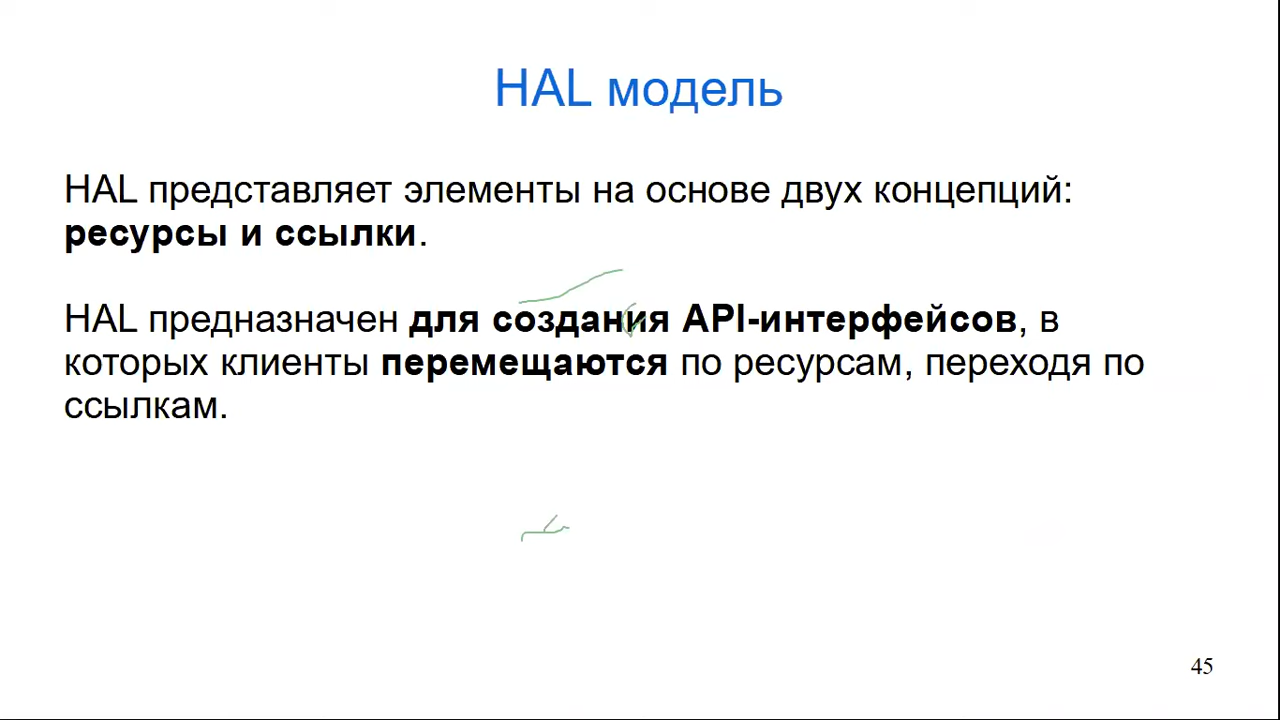 HAL модель
HAL представляет элементы на основе двух концепций:
ресурсы и ссылки.
HAL предназначен для создания API-интерфейсов, в
которых клиенты перемещаются по ресурсам, переходя по
ссылкам.
45